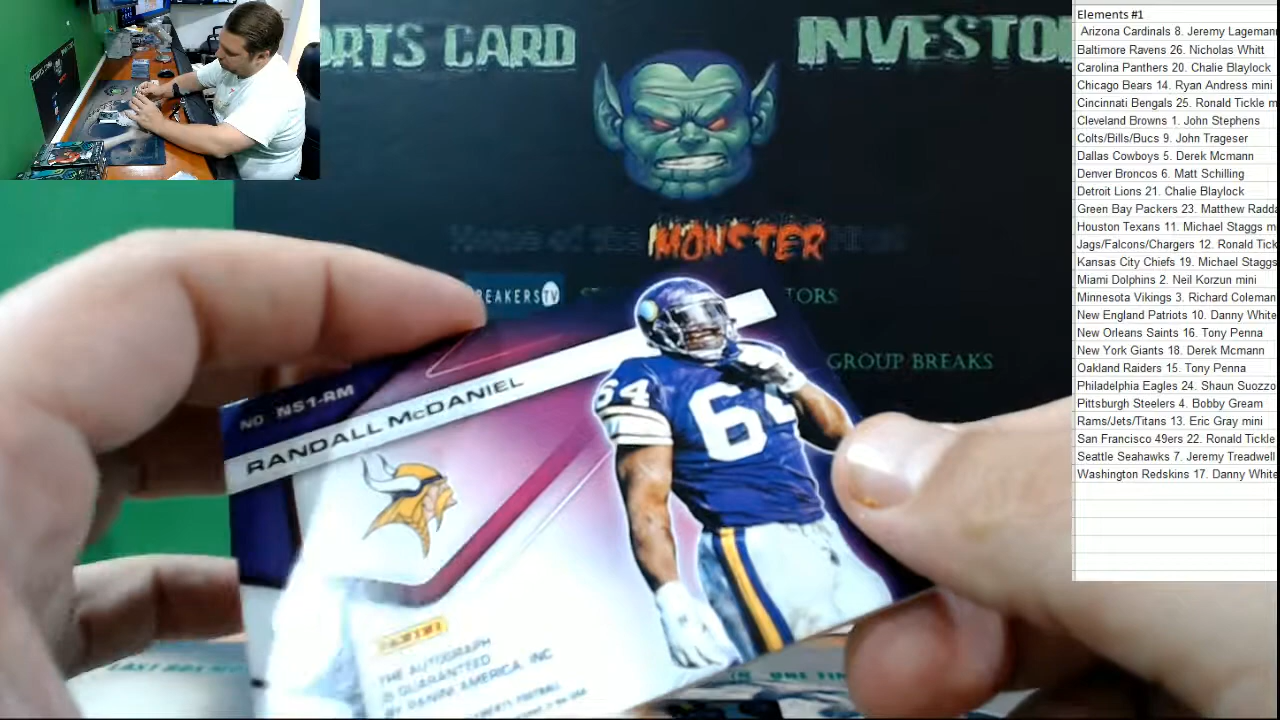 ORTS CARD INVESTO
MONSTER
BREAKERSTV
GROUP BREAKS
NO NS1-RM
RANDALL McDANIEL
64
64
PANINI
THE AUTOGRAPH
IS GUARANTEED
BY PANINI AMERICA, INC
Elements #1
Arizona Cardinals 8. Jeremy Lageman
Baltimore Ravens 26. Nicholas Whitt
Carolina Panthers 20. Chalie Blaylock
Chicago Bears 14. Ryan Andress mini
Cincinnati Bengals 25. Ronald Tickle m
Cleveland Browns 1. John Stephens
Colts/Bills/Bucs 9. John Trageser
Dallas Cowboys 5. Derek Mcmann
Denver Broncos 6. Matt Schilling
Detroit Lions 21. Chalie Blaylock
Green Bay Packers 23. Matthew Radda
Houston Texans 11. Michael Staggs m
Jags/Falcons/Chargers 12. Ronald Tick
Kansas City Chiefs 19. Michael Staggs
Miami Dolphins 2. Neil Korzun mini
Minnesota Vikings 3. Richard Coleman
New England Patriots 10. Danny White
New Orleans Saints 16. Tony Penna
New York Giants 18. Derek Mcmann
Oakland Raiders 15. Tony Penna
Philadelphia Eagles 24. Shaun Suozzo
Pittsburgh Steelers 4. Bobby Gream
Rams/Jets/Titans 13. Eric Gray mini
San Francisco 49ers 22. Ronald Tickle
Seattle Seahawks 7. Jeremy Treadwell
Washington Redskins 17. Danny White